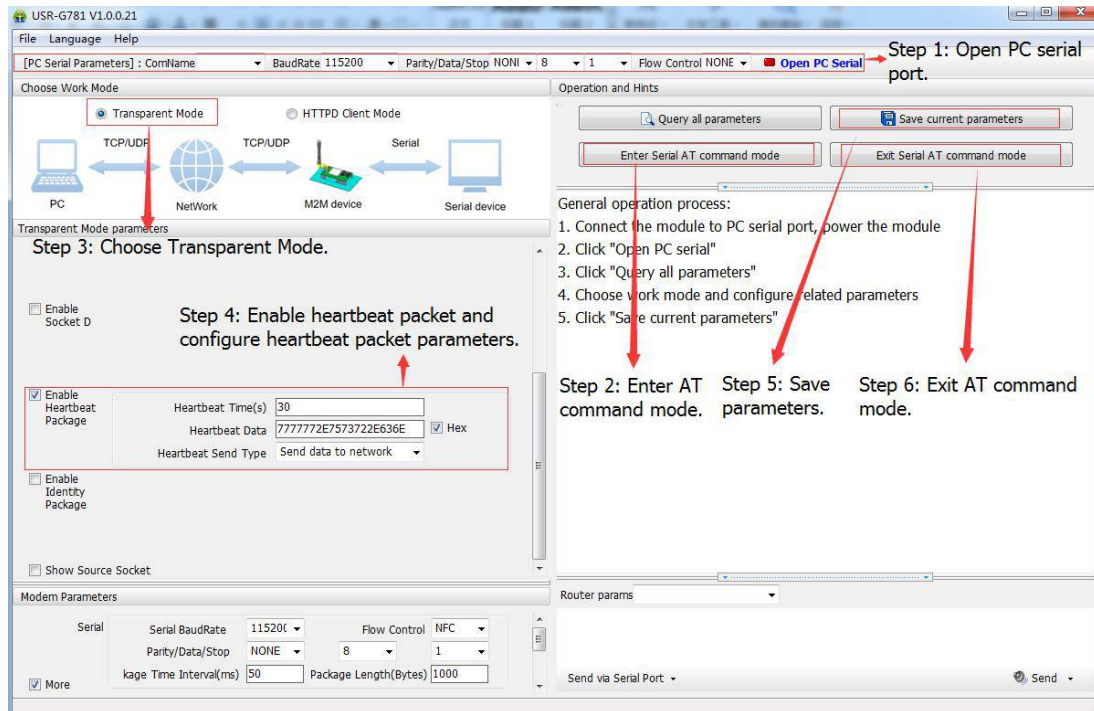 USR-G781 V1.0.0.21
File Language Help
[PC Serial Parameters] : ComName BaudRate 115200 Parity/Data/Stop NONI 8 1 Flow Control NONE Open PC Serial
Step 1: Open PC serial
port.
Choose Work Mode
Transparent Mode
HTTPD Client Mode
TCP/UDP
TCP/UDP
Serial
PC
NetWork
M2M device
Serial device
Operation and Hints
Query all parameters
Save current parameters
Enter Serial AT command mode
Exit Serial AT command mode
General operation process:
1. Connect the module to PC serial port, power the module
2. Click "Open PC serial"
3. Click "Query all parameters"
4. Choose work mode and configure related parameters
5. Click "Save current parameters"
Transparent Mode parameters
Step 3: Choose Transparent Mode.
Enable
Socket D
Step 4: Enable heartbeat packet and
configure heartbeat packet parameters.
Step 2: Enter AT
command mode.
Step 5: Save
parameters.
Step 6: Exit AT command
mode.
Enable
Heartbeat
Package
Heartbeat Time(s) 30
Heartbeat Data 7777772E7573722E636E Hex
Heartbeat Send Type Send data to network
Enable
Identity
Package
Show Source Socket
Modem Parameters
Serial
Serial BaudRate 11520( Flow Control NFC
Parity/Data/Stop NONE 8 1
kage Time Interval(ms) 50 Package Length(Bytes) 1000
More
Router params
Send via Serial Port
Send